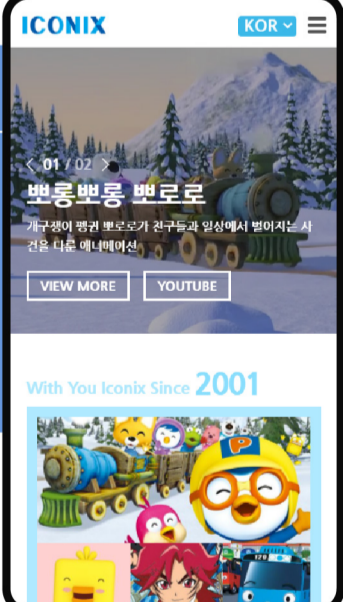 ICONIX
KOR
01 / 02
뽀롱뽀롱 뽀로로
개구쟁이 펭귄 뽀로로가 친구들과 일상에서 벌어지는 사
건을 다룬 애니메이션
VIEW MORE
YOUTUBE
With You Iconix Since 2001
P